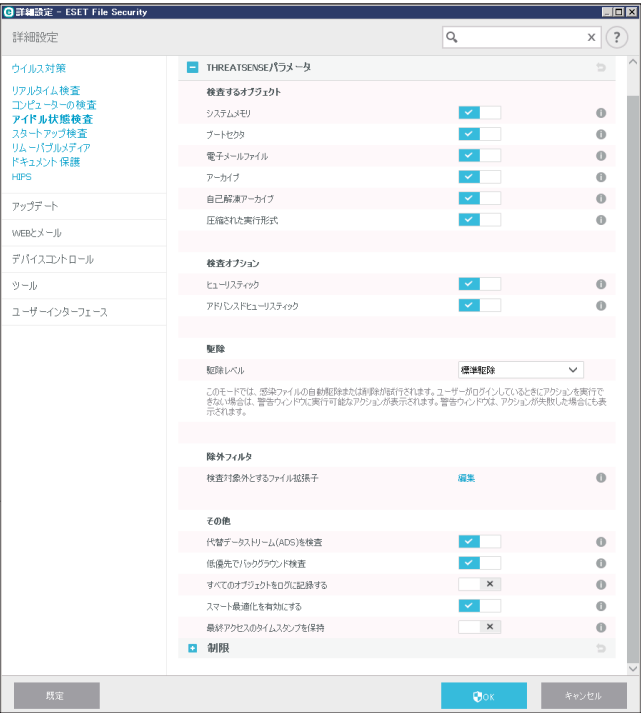 詳細設定 - ESET File Security
詳細設定
?
ウイルス対策
リアルタイム検査
コンピューターの検査
アイドル状態検査
スタートアップ検査
リムーバブルメディア
ドキュメント保護
HIPS
アップデート
WEBとメール
デバイスコントロール
ツール
ユーザーインターフェース
THREATSENSEパラメータ
検査するオブジェクト
システムメモリ
ブートセクタ
電子メールファイル
アーカイブ
自己解凍アーカイブ
圧縮された実行形式
検査オプション
ヒューリスティック
アドバンスドヒューリスティック
駆除
駆除レベル 標準駆除
このモードでは、感染ファイルの自動駆除または削除が試行されます。ユーザーがログインしているときにアクションを実行で
きない場合は、警告ウィンドウに実行可能なアクションが表示されます。警告ウィンドウは、アクションが失敗した場合にも表
示されます。
除外フィルタ
検査対象外とするファイル拡張子 編集
その他
代替データストリーム(ADS)を検査
低優先でバックグラウンド検査
すべてのオブジェクトをログに記録する
スマート最適化を有効にする
最終アクセスのタイムスタンプを保持
制限
既定
OK
キャンセル